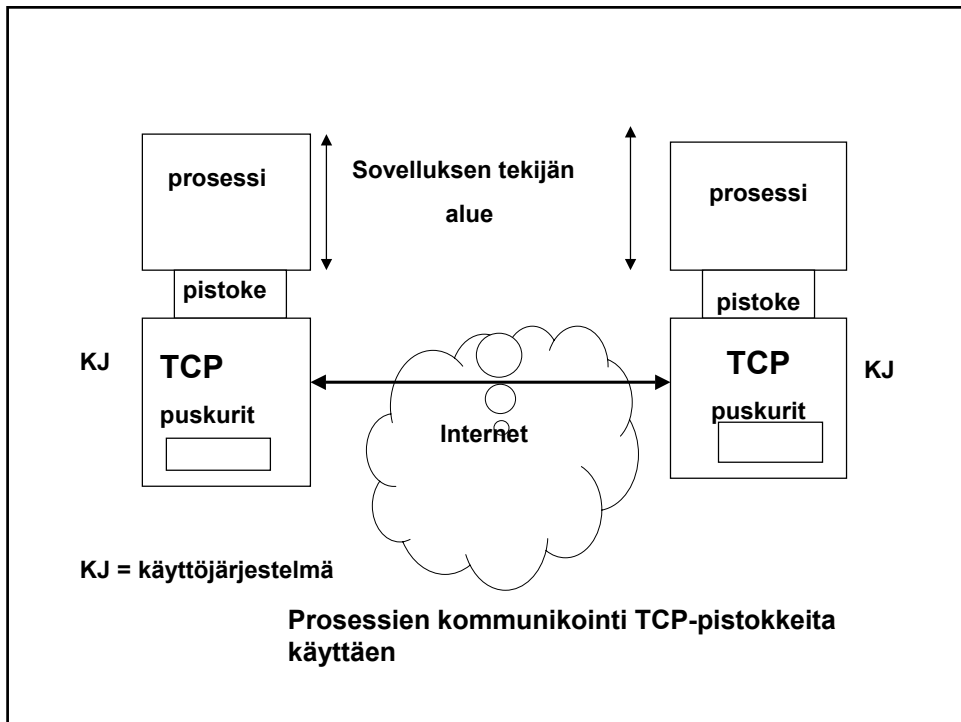 prosessi
Sovelluksen tekijän
alue
prosessi
pistoke
pistoke
KJ
TCP
TCP
KJ
puskurit
puskurit
Internet
KJ = käyttöjärjestelmä
Prosessien kommunikointi TCP-pistokkeita
käyttäen